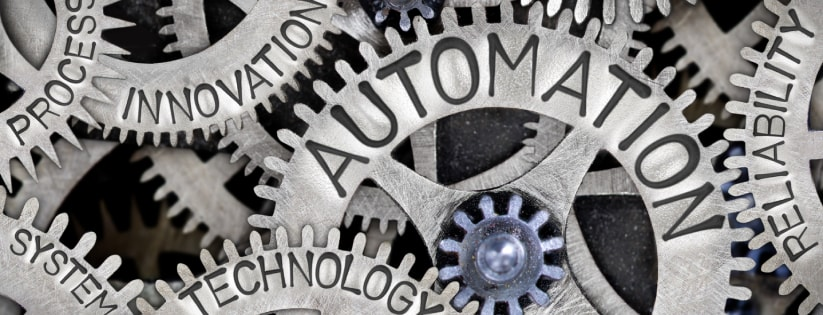 PROCESS
INNOVATION
AUTOMATION
RELIABILITY
SYSTEM
TECHNOLOGY